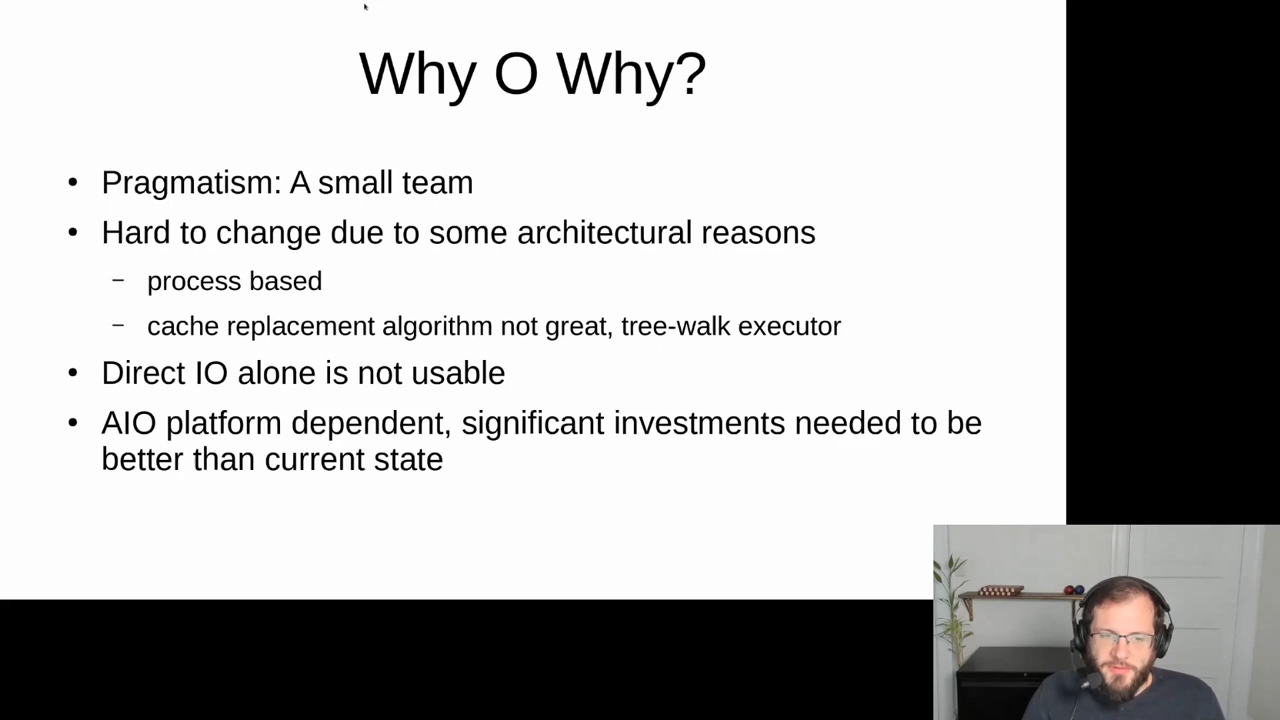 Why O Why?
• Pragmatism: A small team
• Hard to change due to some architectural reasons
– process based
– cache replacement algorithm not great, tree-walk executor
• Direct IO alone is not usable
• AIO platform dependent, significant investments needed to be
better than current state